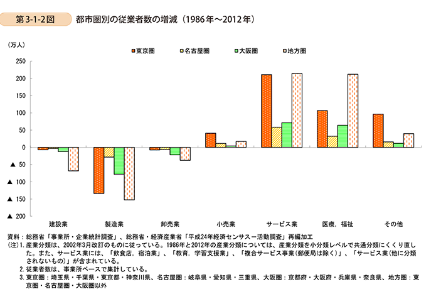 第3-1-2図 都市圏別の従業者数の増減(1986年~2012年)
(万人)
東京圏 名古屋圏 大阪圏 地方圏
250
200
150
100
50
0
▲ 50
▲ 100
▲ 150
▲ 200
建設業 製造業 卸売業 小売業 サービス業 医療、福祉 その他
資料:総務省「事業所・企業統計調査」、総務省・経済産業省「平成24年経済センサス-活動調査」再編加工
(注)1. 産業分類は、2002年3月改訂のものに従っている。1986年と2012年の産業分類については、産業分類を小分類レベルで共通分類にくくり直し
た。また、サービス業には、「飲食店、宿泊業」、「教育、学習支援業」、「複合サービス事業(郵便局は除く)」、「サービス業(他に分類
されないもの)」が含まれている。
2. 従業者数は、事業所ベースで集計している。
3. 東京圏:埼玉県・千葉県・東京都・神奈川県、名古屋圏:岐阜県・愛知県・三重県、大阪圏:京都府・大阪府・兵庫県・奈良県、地方圏:東
京圏・名古屋圏・大阪圏以外